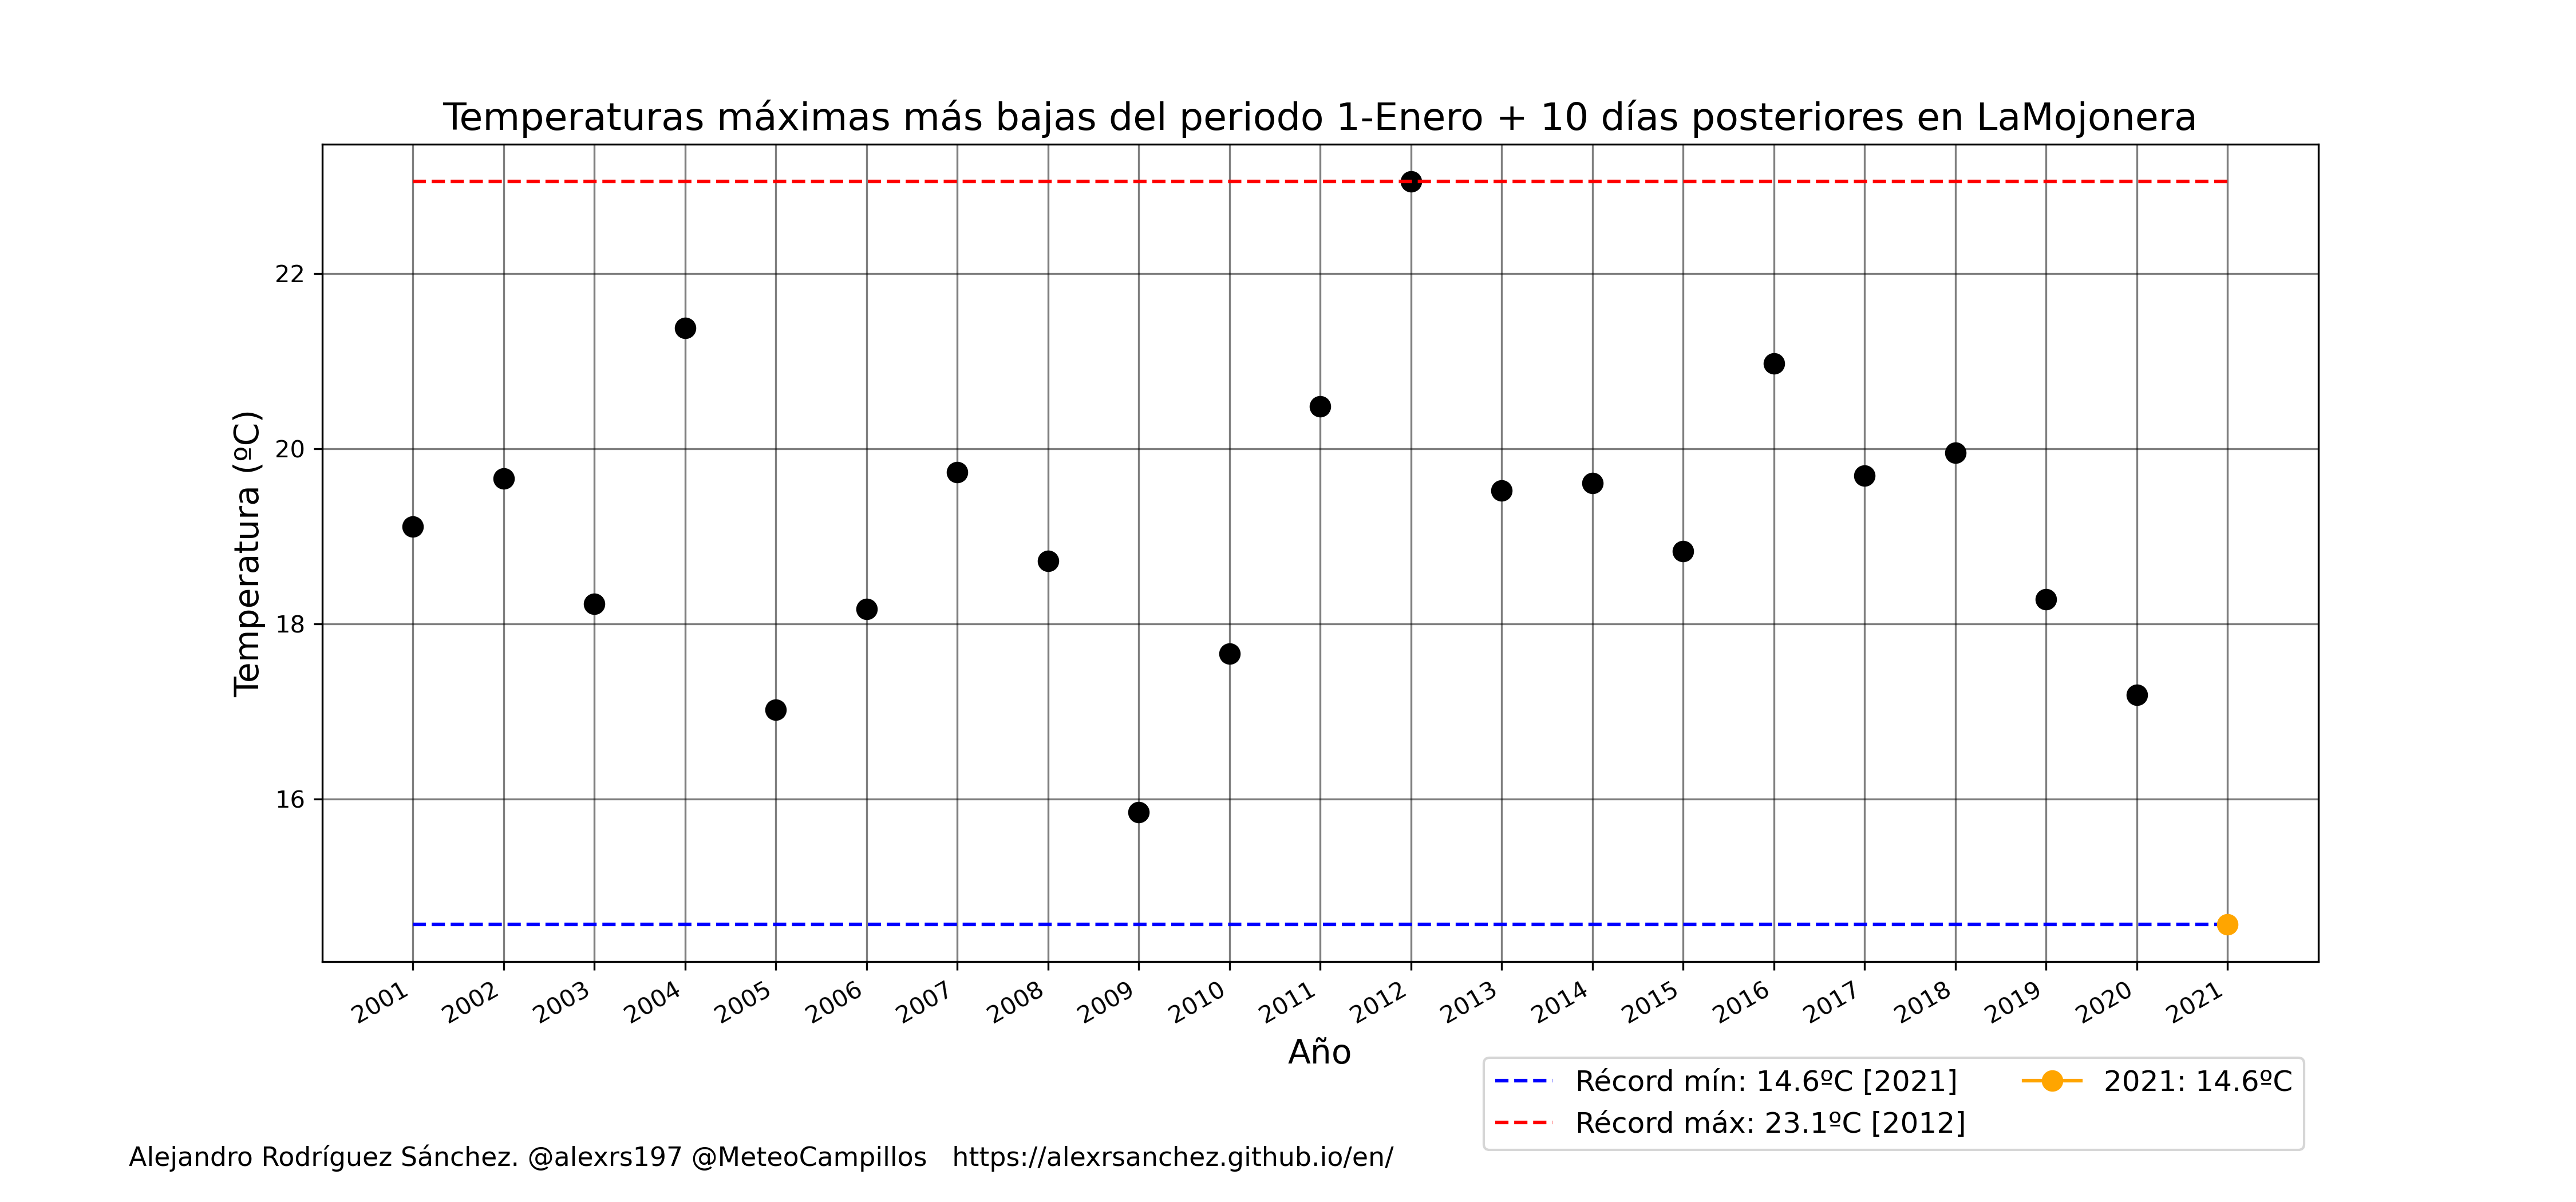 Temperaturas máximas más bajas del periodo 1-Enero + 10 días posteriores en LaMojonera
Temperatura (ºC)
22
20
18
16
2001 2002 2003 2004 2005 2006 2007 2008 2009 2010 2011 2012 2013 2014 2015 2016 2017 2018 2019 2020 2021
Año
Récord mín: 14.6ºC [2021]
Récord máx: 23.1ºC [2012]
2021: 14.6ºC
Alejandro Rodríguez Sánchez. @alexrs197 @MeteoCampillos https://alexrsanchez.github.io/en/